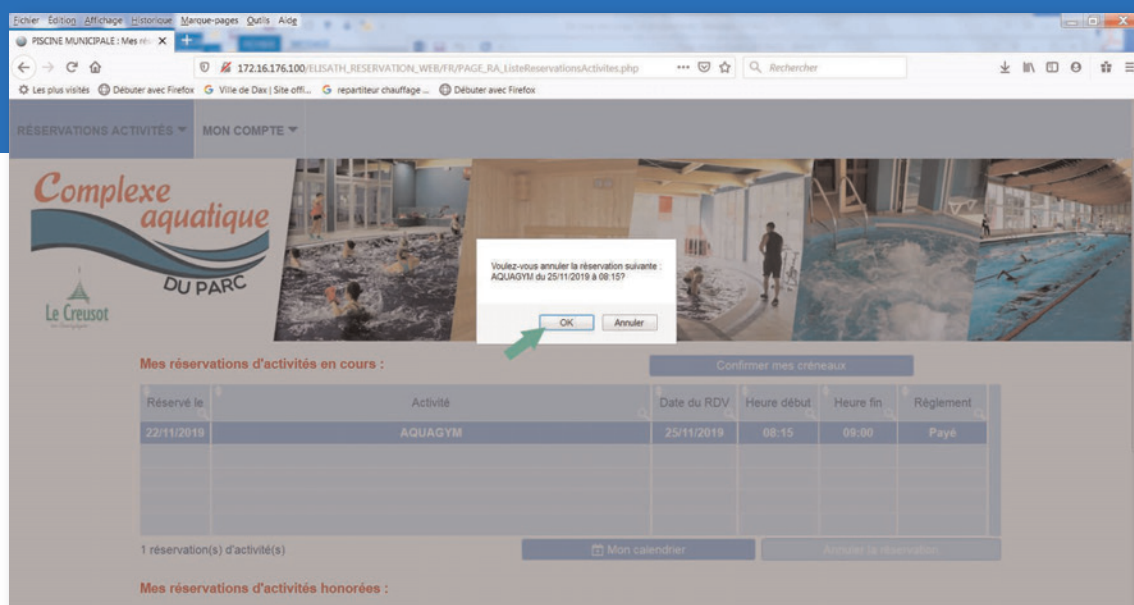 Fichier Édition Affichage Historique Marque-pages Outils Aide
PISCINE MUNICIPALE : Mes rés
172.16.176.100/ELISATH_RESERVATION_WEB/FR/PAGE_RA_ListeReservationsActivites.php
Rechercher
Les plus visités Débuter avec Firefox Ville de Dax | Site offi... repartiteur chauffage ... Débuter avec Firefox
RÉSERVATIONS ACTIVITÉS MON COMPTE
Complexe
aquatique
DU PARC
Le Creusot
Voulez-vous annuler la réservation suivante :
AQUAGYM du 25/11/2019 à 08:15?
OK Annuler
Mes réservations d'activités en cours : Confirmer mes créneaux
Réservé le Activité Date du RDV Heure début Heure fin Règlement
22/11/2019 AQUAGYM 25/11/2019 08:15 09:00 Payé
1 réservation(s) d'activité(s) Mon calendrier Annuler la réservation
Mes réservations d'activités honorées :